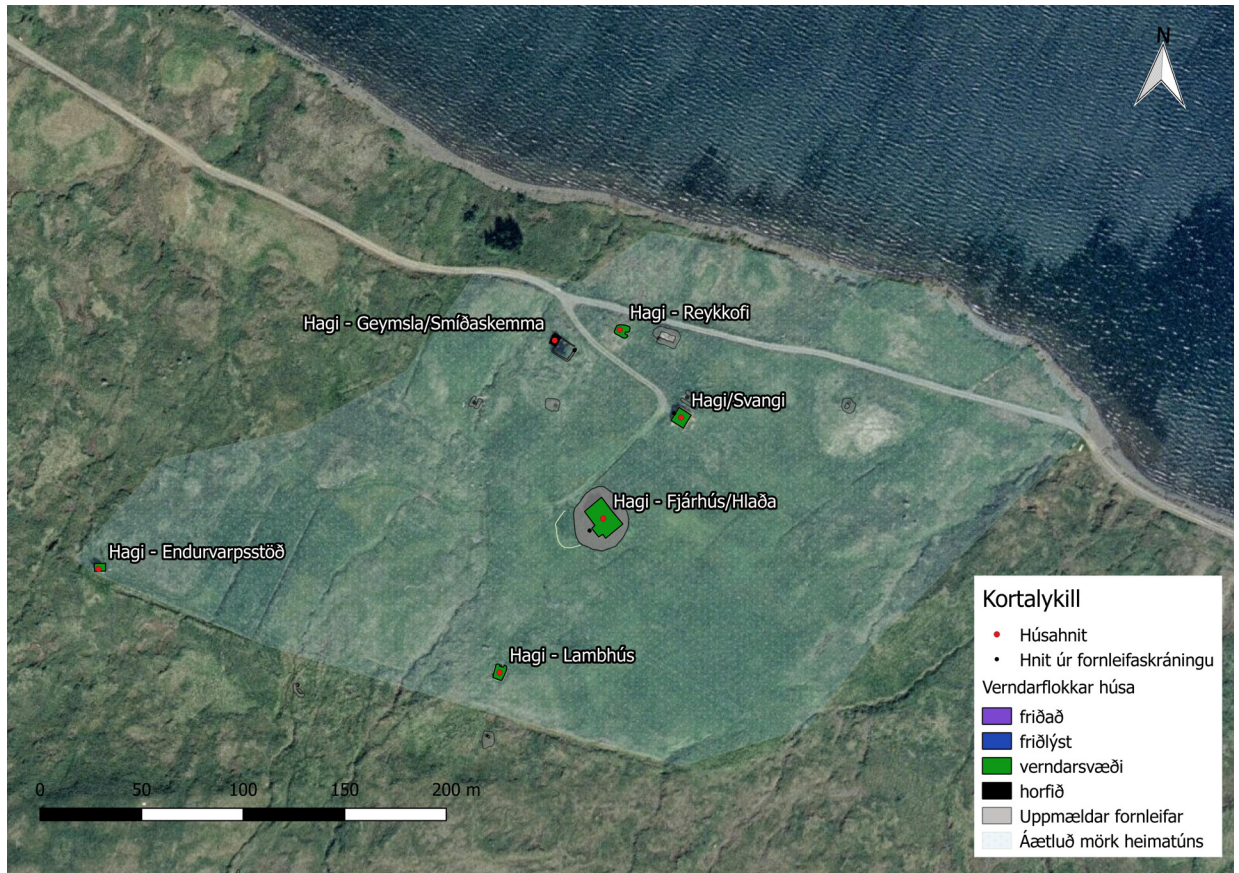 N
Hagi - Reykkofi
Hagi - Geymsla/Smíðaskemma
Hagi/Svangi
Hagi - Fjárhús/Hlaða
Hagi - Endurvarpsstöð
Hagi - Lambhús
0 50 100 150 200 m
Kortalykill
Húsahnit
Hnit úr fornleifaskráningu
Verndarflokkar húsa
friðað
friðlýst
verndarsvæði
horfið
Uppmældar fornleifar
Áætluð mörk heimatúns